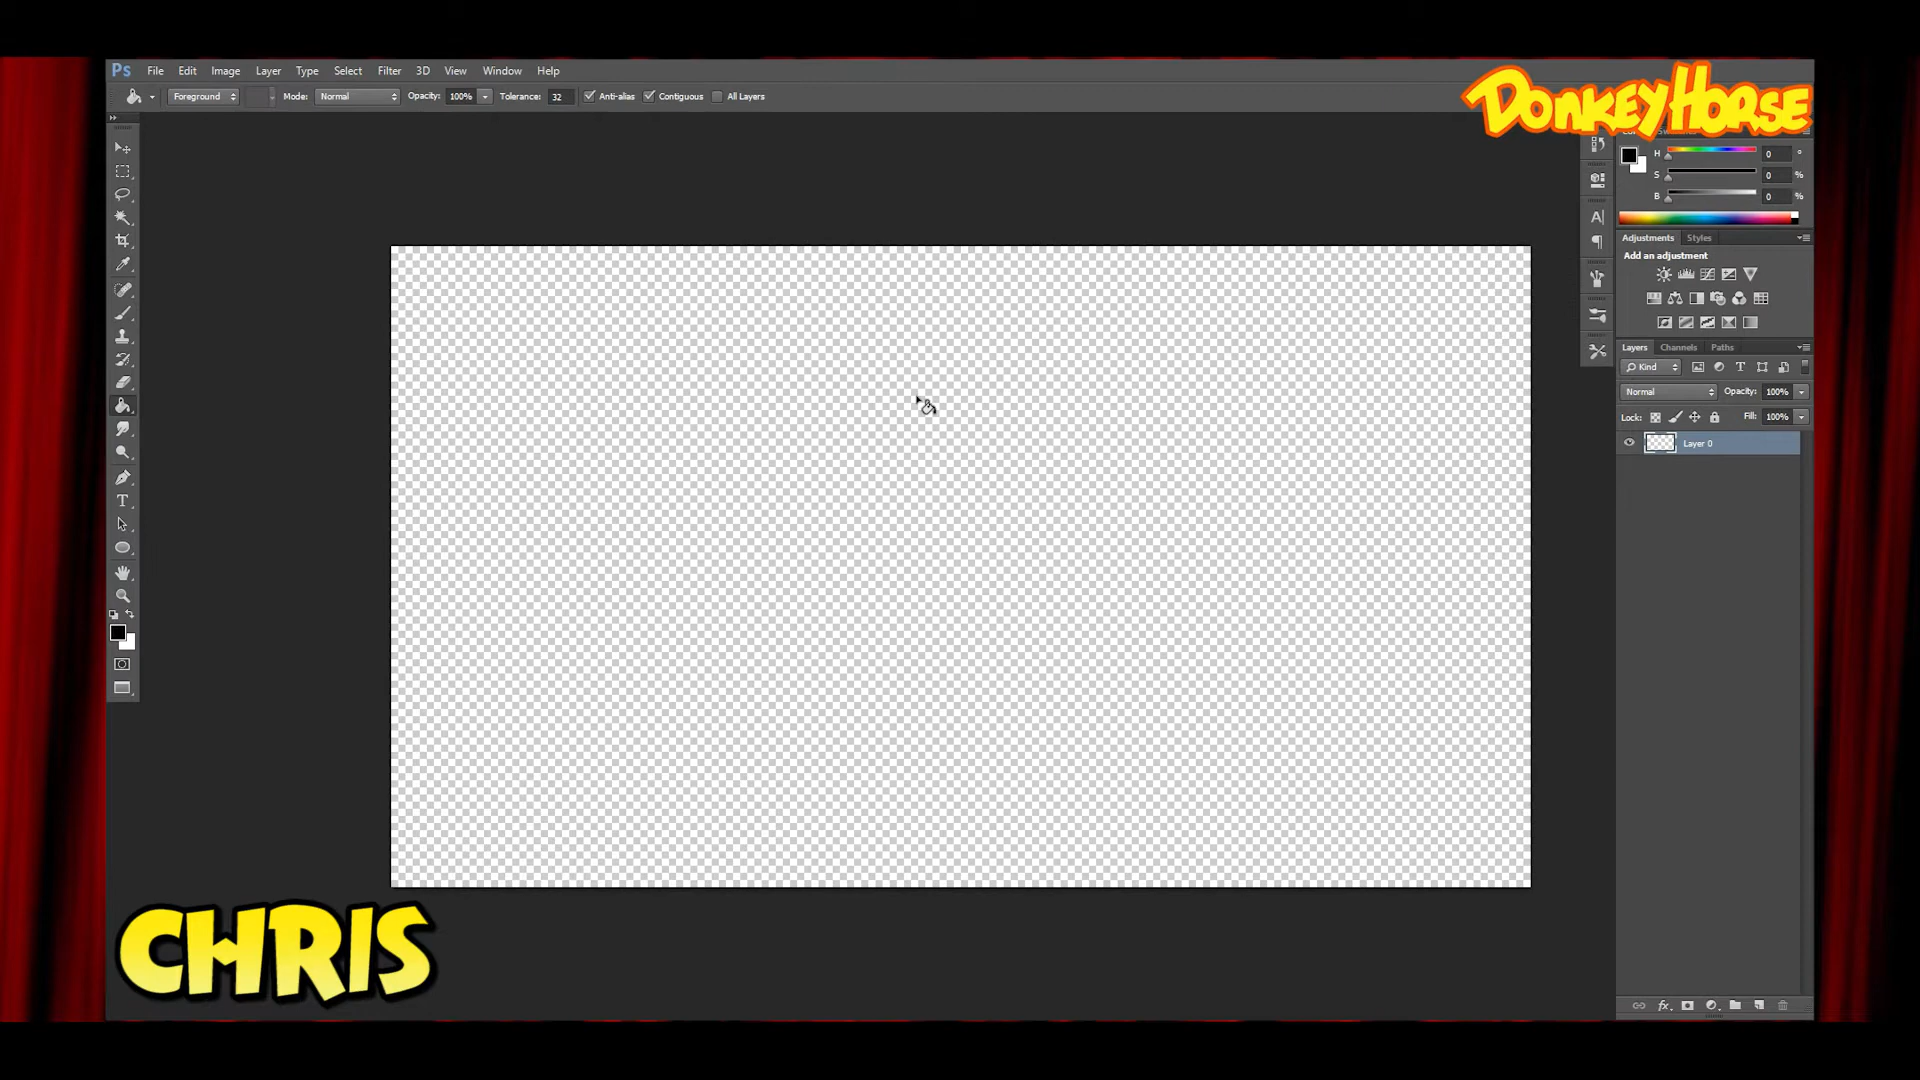 Ps File Edit Image Layer Type Select Filter 3D View Window Help
Foreground Mode: Normal Opacity: 100% Tolerance: 32 Anti-alias Contiguous All Layers
DONKEYHORSE
H 0 °
S 0 %
B 0 %
Adjustments Styles
Add an adjustment
Layers Channels Paths
Kind
Normal Opacity: 100%
Lock: Fill: 100%
Layer 0
CHRIS